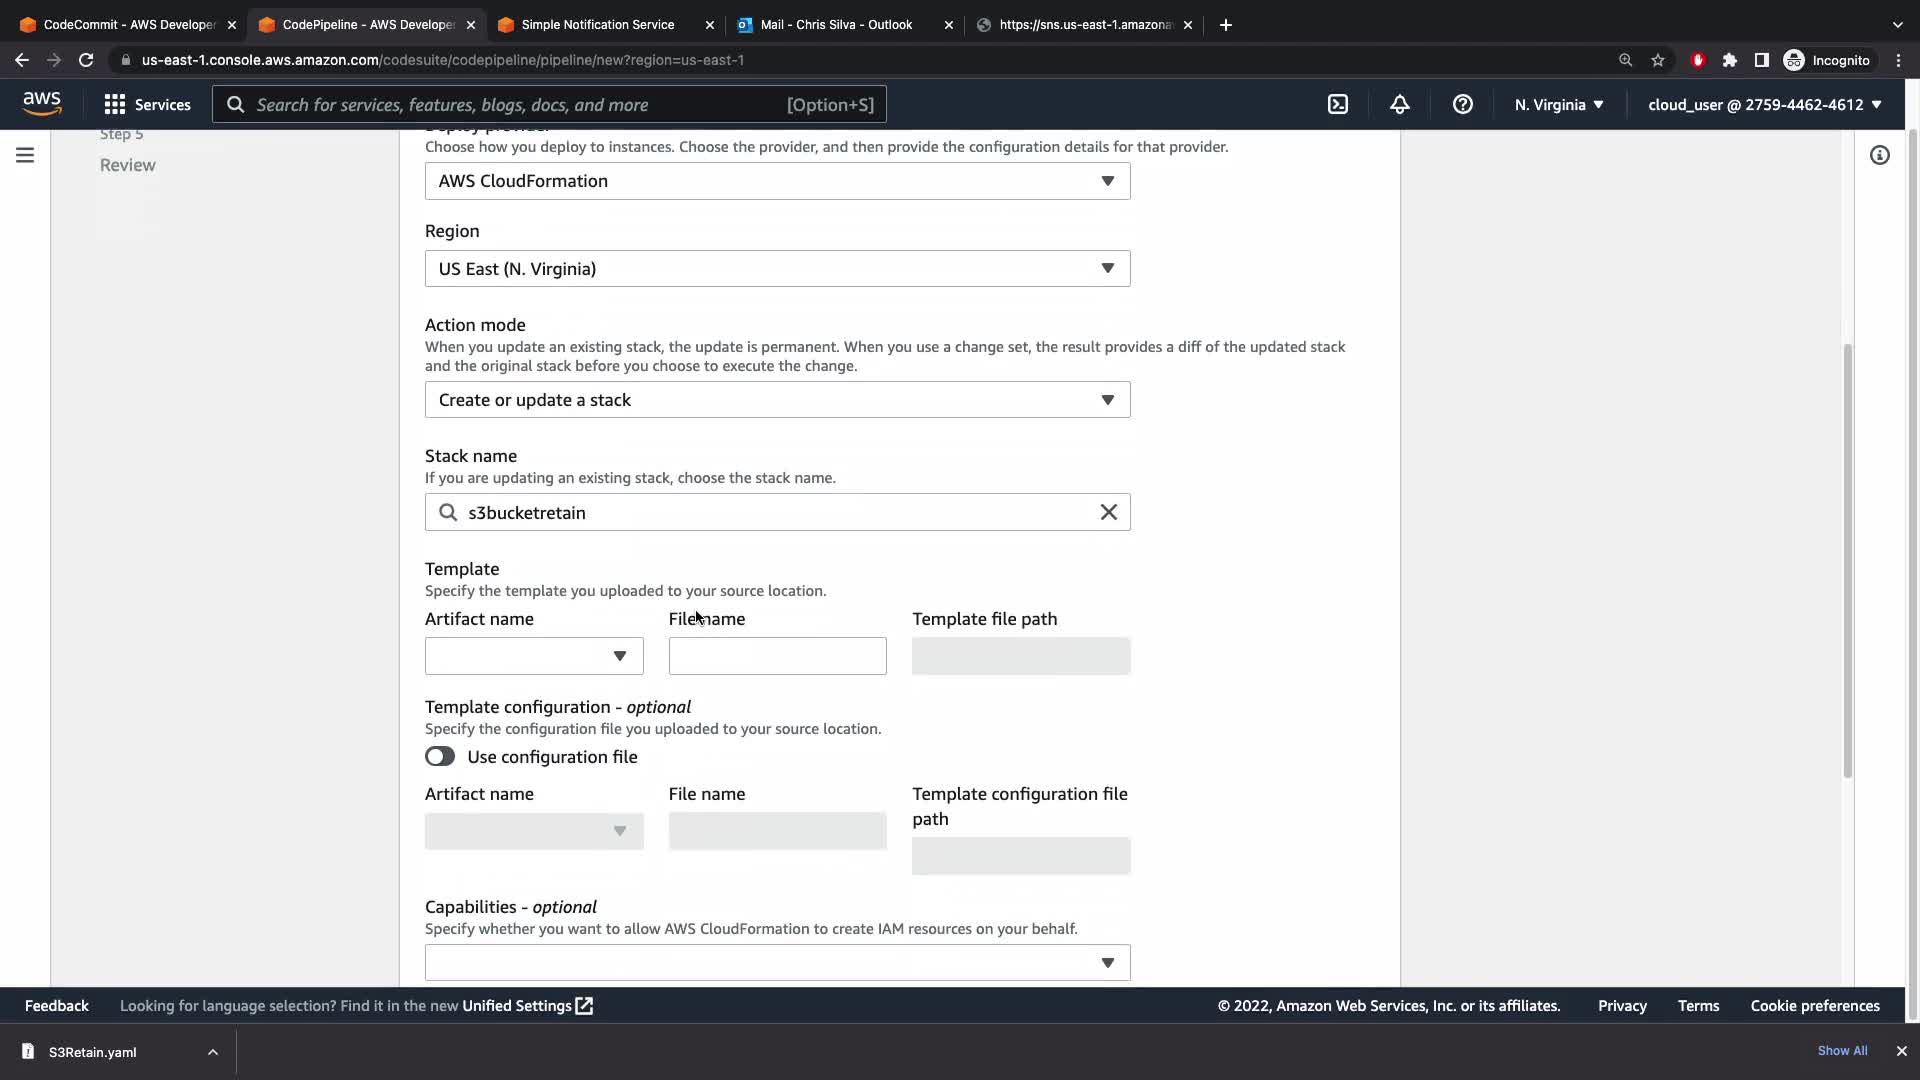 CodeCommit - AWS Developer
CodePipeline - AWS Develope
Simple Notification Service
Mail - Chris Silva - Outlook
https://sns.us-east-1.amazona
us-east-1.console.aws.amazon.com/codesuite/codepipeline/pipeline/new?region=us-east-1
Incognito
aws
Services
Search for services, features, blogs, docs, and more
[Option+S]
N. Virginia
cloud_user @ 2759-4462-4612
Step 5
Review
Deploy provider
Choose how you deploy to instances. Choose the provider, and then provide the configuration details for that provider.
AWS CloudFormation
Region
US East (N. Virginia)
Action mode
When you update an existing stack, the update is permanent. When you use a change set, the result provides a diff of the updated stack
and the original stack before you choose to execute the change.
Create or update a stack
Stack name
If you are updating an existing stack, choose the stack name.
s3bucketretain
Template
Specify the template you uploaded to your source location.
Artifact name
File name
Template file path
Template configuration - optional
Specify the configuration file you uploaded to your source location.
Use configuration file
Artifact name
File name
Template configuration file
path
Capabilities - optional
Specify whether you want to allow AWS CloudFormation to create IAM resources on your behalf.
Feedback
Looking for language selection? Find it in the new Unified Settings
© 2022, Amazon Web Services, Inc. or its affiliates.
Privacy
Terms
Cookie preferences
S3Retain.yaml
Show All